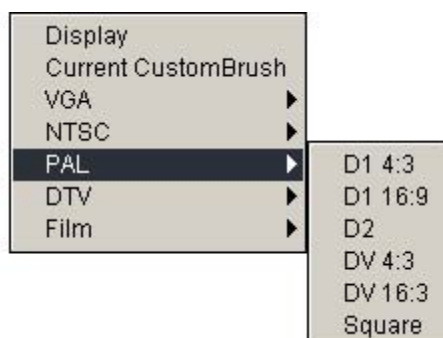 Display
Current CustomBrush
VGA
NTSC
PAL
DTV
Film
D1 4:3
D1 16:9
D2
DV 4:3
DV 16:3
Square